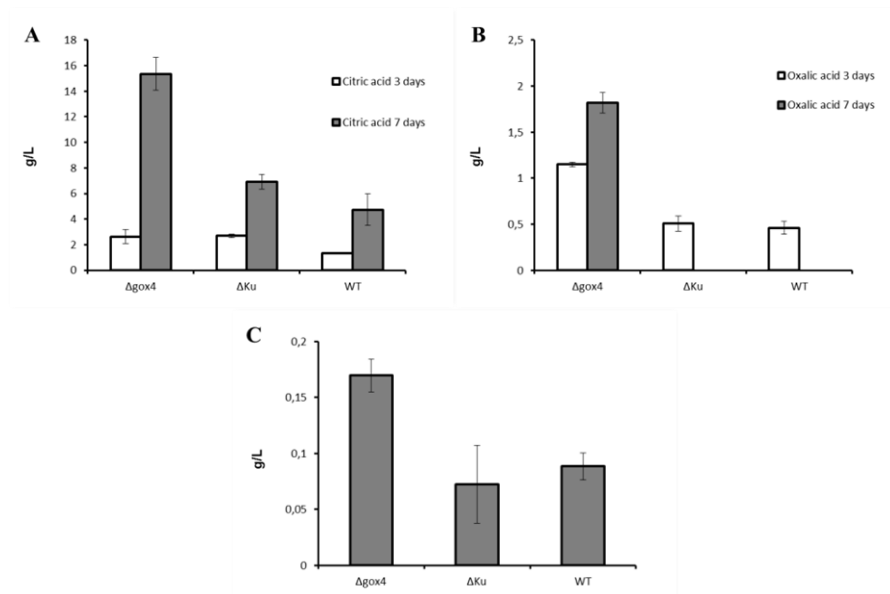 A
18
16
14
12
10
8
6
4
2
0
g/L
Citric acid 3 days
Citric acid 7 days
Δgox4 ΔKu WT
B
2,5
2
1,5
1
0,5
0
g/L
Oxalic acid 3 days
Oxalic acid 7 days
Δgox4 ΔKu WT
C
0,2
0,15
0,1
0,05
0
g/L
Δgox4 ΔKu WT